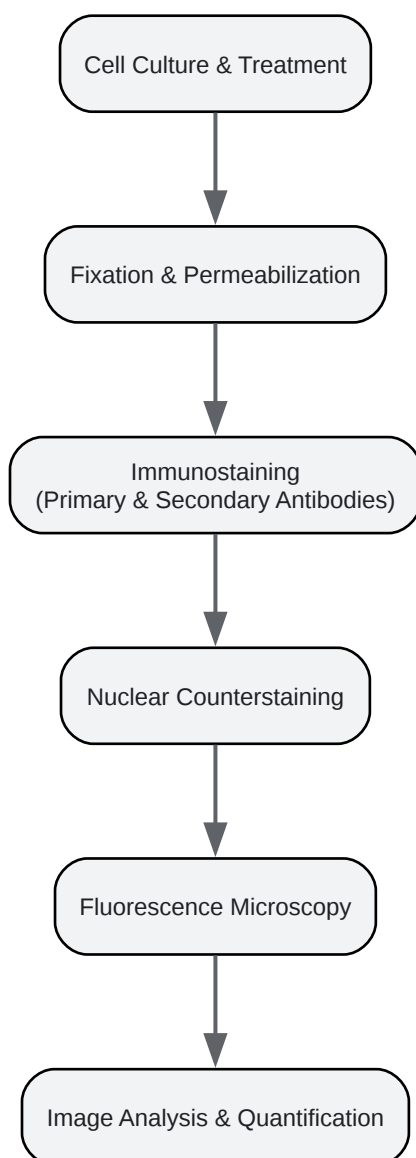 Cell Culture & Treatment
Fixation & Permeabilization
Immunostaining
(Primary & Secondary Antibodies)
Nuclear Counterstaining
Fluorescence Microscopy
Image Analysis & Quantification